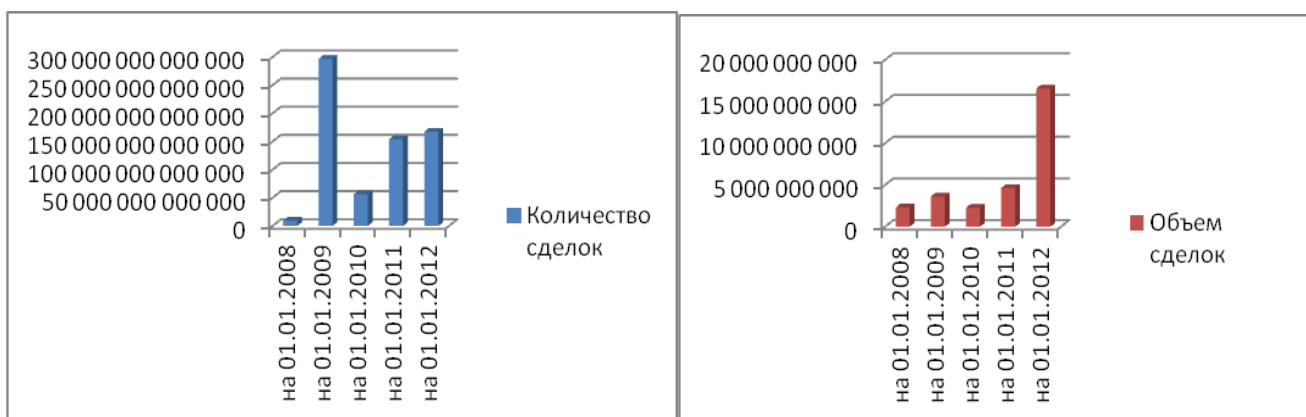 300 000 000 000 000
250 000 000 000 000
200 000 000 000 000
150 000 000 000 000
100 000 000 000 000
50 000 000 000 000
0
на 01.01.2008
на 01.01.2009
на 01.01.2010
на 01.01.2011
на 01.01.2012
Количество
сделок
20 000 000 000
15 000 000 000
10 000 000 000
5 000 000 000
0
на 01.01.2008
на 01.01.2009
на 01.01.2010
на 01.01.2011
на 01.01.2012
Объем
сделок